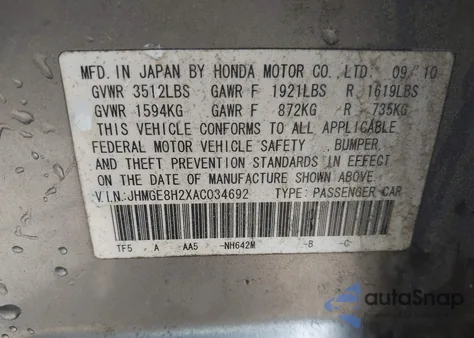 MFD. IN JAPAN BY HONDA MOTOR CO., LTD. 09/10
GVWR 3512LBS GAWR F 1921LBS R 1619LBS
GVWR 1594KG GAWR F 872KG R 735KG
THIS VEHICLE CONFORMS TO ALL APPLICABLE
FEDERAL MOTOR VEHICLE SAFETY, BUMPER,
AND THEFT PREVENTION STANDARDS IN EFFECT
ON THE DATE OF MANUFACTURE SHOWN ABOVE.
V.I.N:JHMGE8H2XAC034692 TYPE: PASSENGER CAR
TF5 A AA5 -NH642M -B -C-
autoSnap